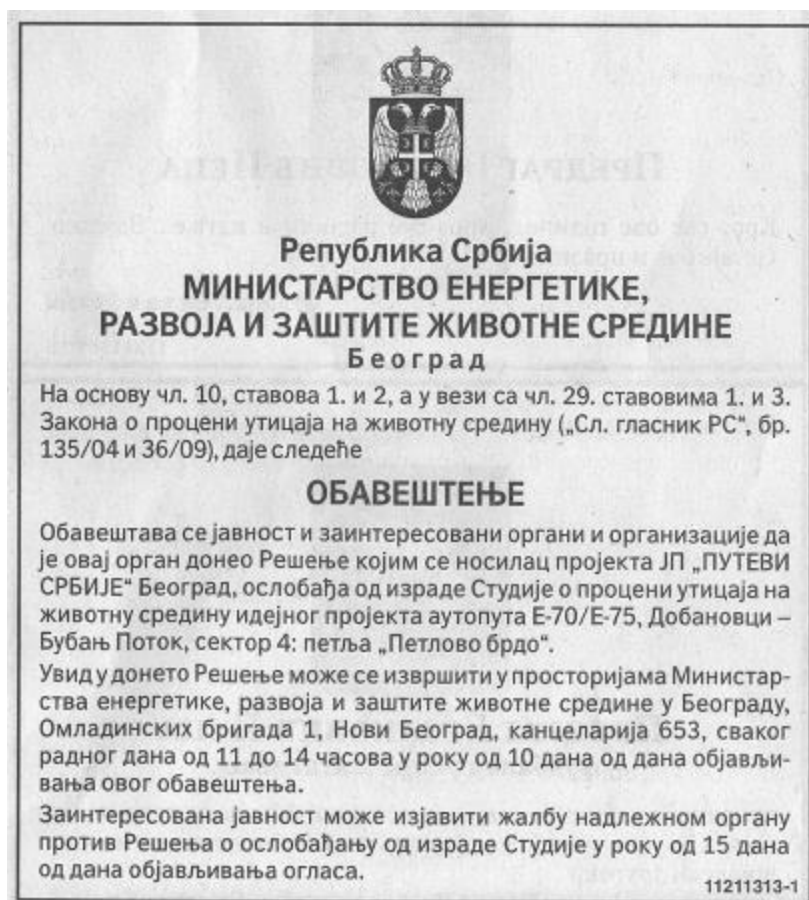 Република Србија
МИНИСТАРСТВО ЕНЕРГЕТИКЕ,
РАЗВОЈА И ЗАШТИТЕ ЖИВОТНЕ СРЕДИНЕ
Београд
На основу чл. 10, ставова 1. и 2, а у вези са чл. 29. ставовима 1. и 3.
Закона о процени утицаја на животну средину („Сл. гласник РС“, бр.
135/04 и 36/09), даје следеће
ОБАВЕШТЕЊЕ
Обавештава се јавност и заинтересовани органи и организације да
је овај орган донео Решење којим се носилац пројекта ЈП „ПУТЕВИ
СРБИЈЕ“ Београд, ослобађа од израде Студије о процени утицаја на
животну средину идејног пројекта аутопута Е-70/Е-75, Добановци –
Бубањ Поток, сектор 4: петља „Петлово брдо“.
Увид у донето Решење може се извршити у просторијама Министар-
ства енергетике, развоја и заштите животне средине у Београду,
Омладинских бригада 1, Нови Београд, канцеларија 653, сваког
радног дана од 11 до 14 часова у року од 10 дана од дана објављи-
вања овог обавештења.
Заинтересована јавност може изјавити жалбу надлежном органу
против Решења о ослобађању од израде Студије у року од 15 дана
од дана објављивања огласа.
11211313-1